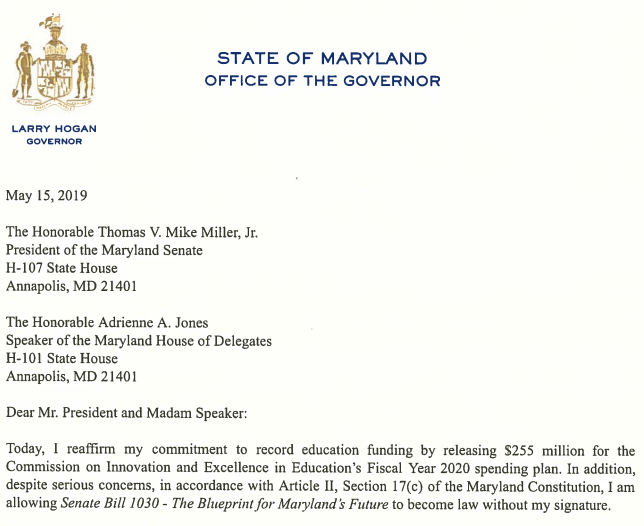 STATE OF MARYLAND
OFFICE OF THE GOVERNOR
LARRY HOGAN
GOVERNOR
May 15, 2019
The Honorable Thomas V. Mike Miller, Jr.
President of the Maryland Senate
H-107 State House
Annapolis, MD 21401
The Honorable Adrienne A. Jones
Speaker of the Maryland House of Delegates
H-101 State House
Annapolis, MD 21401
Dear Mr. President and Madam Speaker:
Today, I reaffirm my commitment to record education funding by releasing $255 million for the
Commission on Innovation and Excellence in Education's Fiscal Year 2020 spending plan. In addition,
despite serious concerns, in accordance with Article II, Section 17(c) of the Maryland Constitution, I am
allowing Senate Bill 1030 - The Blueprint for Maryland's Future to become law without my signature.